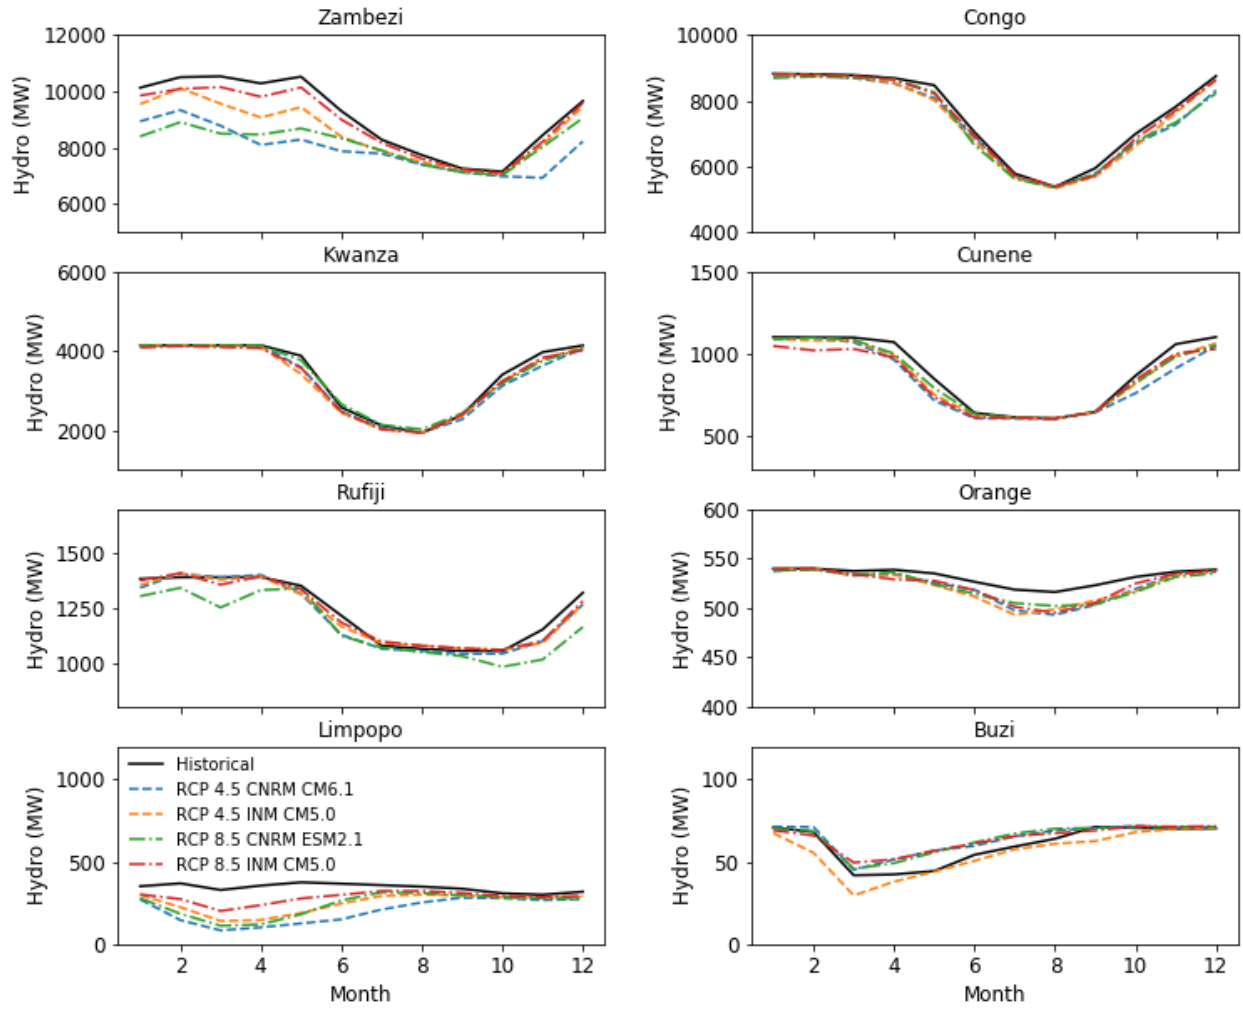 Zambezi
12000
10000
8000
6000
Hydro (MW)
Congo
10000
8000
6000
4000
Hydro (MW)
Kwanza
6000
4000
2000
Hydro (MW)
Cunene
1500
1000
500
Hydro (MW)
Rufiji
1500
1250
1000
Hydro (MW)
Orange
600
550
500
450
400
Hydro (MW)
Limpopo
1000
500
0
Hydro (MW)
Historical
RCP 4.5 CNRM CM6.1
RCP 4.5 INM CM5.0
RCP 8.5 CNRM ESM2.1
RCP 8.5 INM CM5.0
2 4 6 8 10 12
Month
Buzi
100
50
0
Hydro (MW)
2 4 6 8 10 12
Month